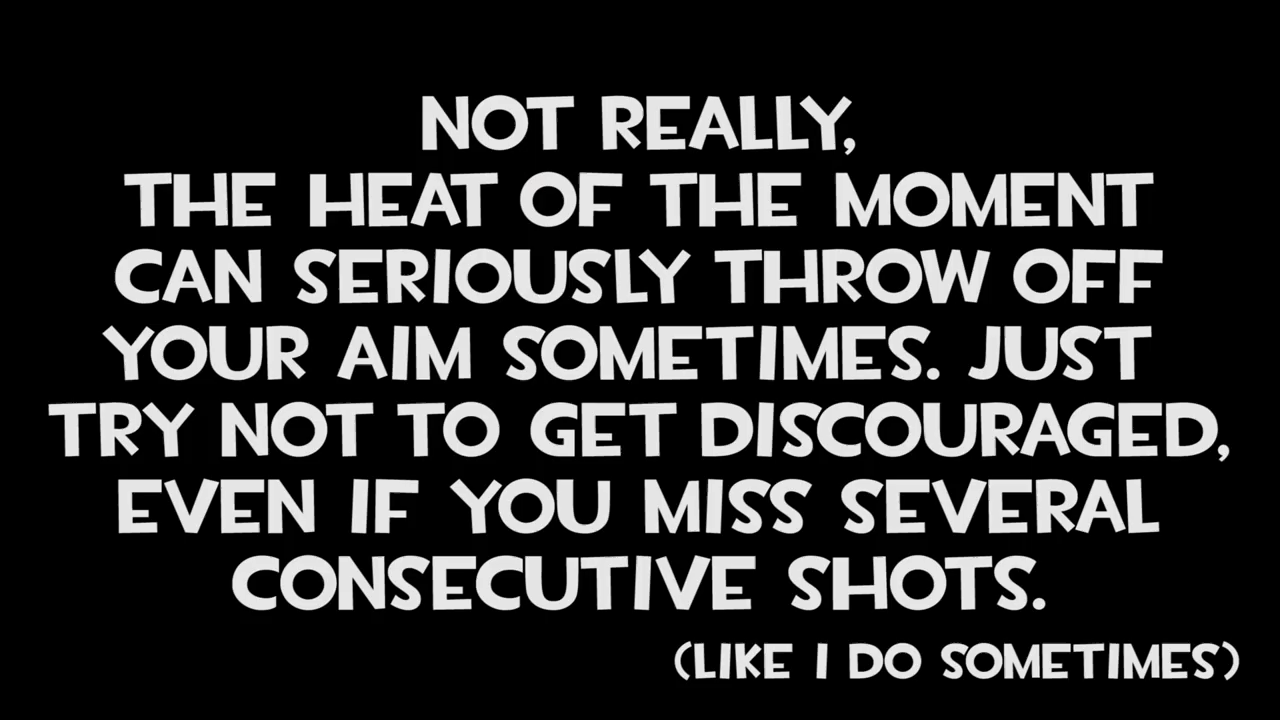 NOT REALLY,
THE HEAT OF THE MOMENT
CAN SERIOUSLY THROW OFF
YOUR AIM SOMETIMES. JUST
TRY NOT TO GET DISCOURAGED,
EVEN IF YOU MISS SEVERAL
CONSECUTIVE SHOTS.
(LIKE I DO SOMETIMES)